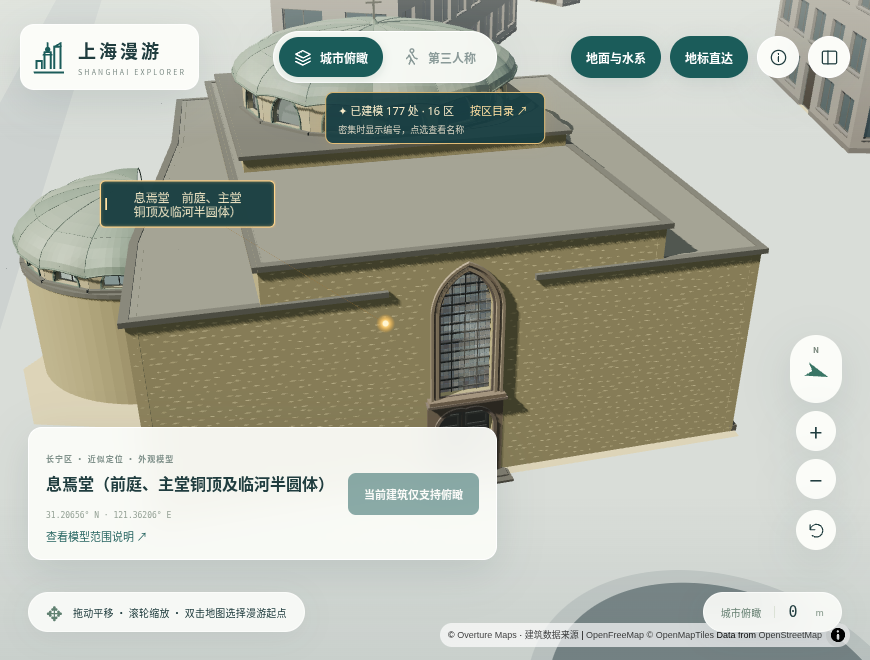 上海漫游
SHANGHAI EXPLORER
城市俯瞰
第三人称
地面与水系
地标直达
✦ 已建模 177 处 · 16 区 按区目录 ↗
密集时显示编号，点选查看名称
息焉堂 前庭、主堂
铜顶及临河半圆体）
N
长宁区 · 近似定位 · 外观模型
息焉堂（前庭、主堂铜顶及临河半圆体）
当前建筑仅支持俯瞰
31.20656° N · 121.36206° E
查看模型范围说明 ↗
拖动平移 · 滚轮缩放 · 双击地图选择漫游起点
城市俯瞰 0 m
© Overture Maps · 建筑数据来源 | OpenFreeMap © OpenMapTiles Data from OpenStreetMap